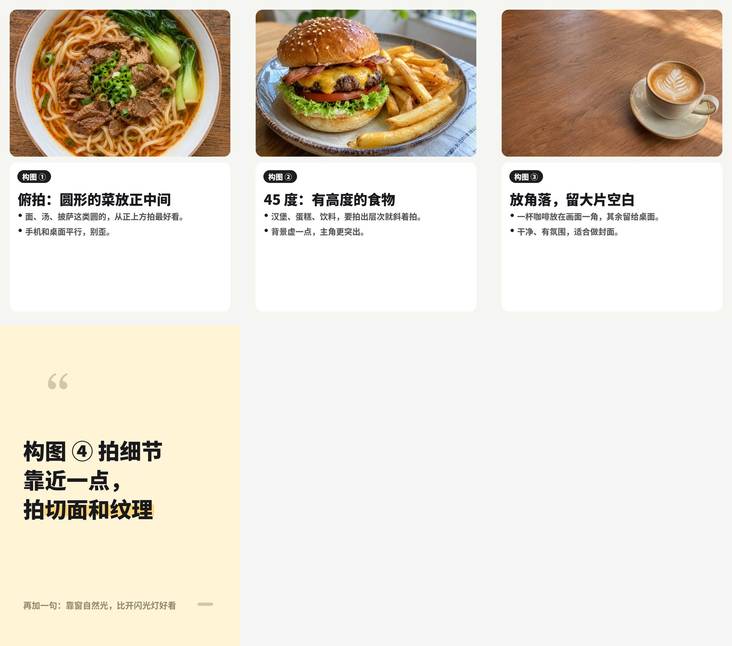 构图 ①
俯拍：圆形的菜放正中间
• 面、汤、披萨这类圆的，从正上方拍最好看。
• 手机和桌面平行，别歪。
构图 ②
45 度：有高度的食物
• 汉堡、蛋糕、饮料，要拍出层次就斜着拍。
• 背景虚一点，主角更突出。
构图 ③
放角落，留大片空白
• 一杯咖啡放在画面一角，其余留给桌面。
• 干净、有氛围，适合做封面。
“
构图 ④ 拍细节
靠近一点，
拍切面和纹理
再加一句：靠窗自然光，比开闪光灯好看